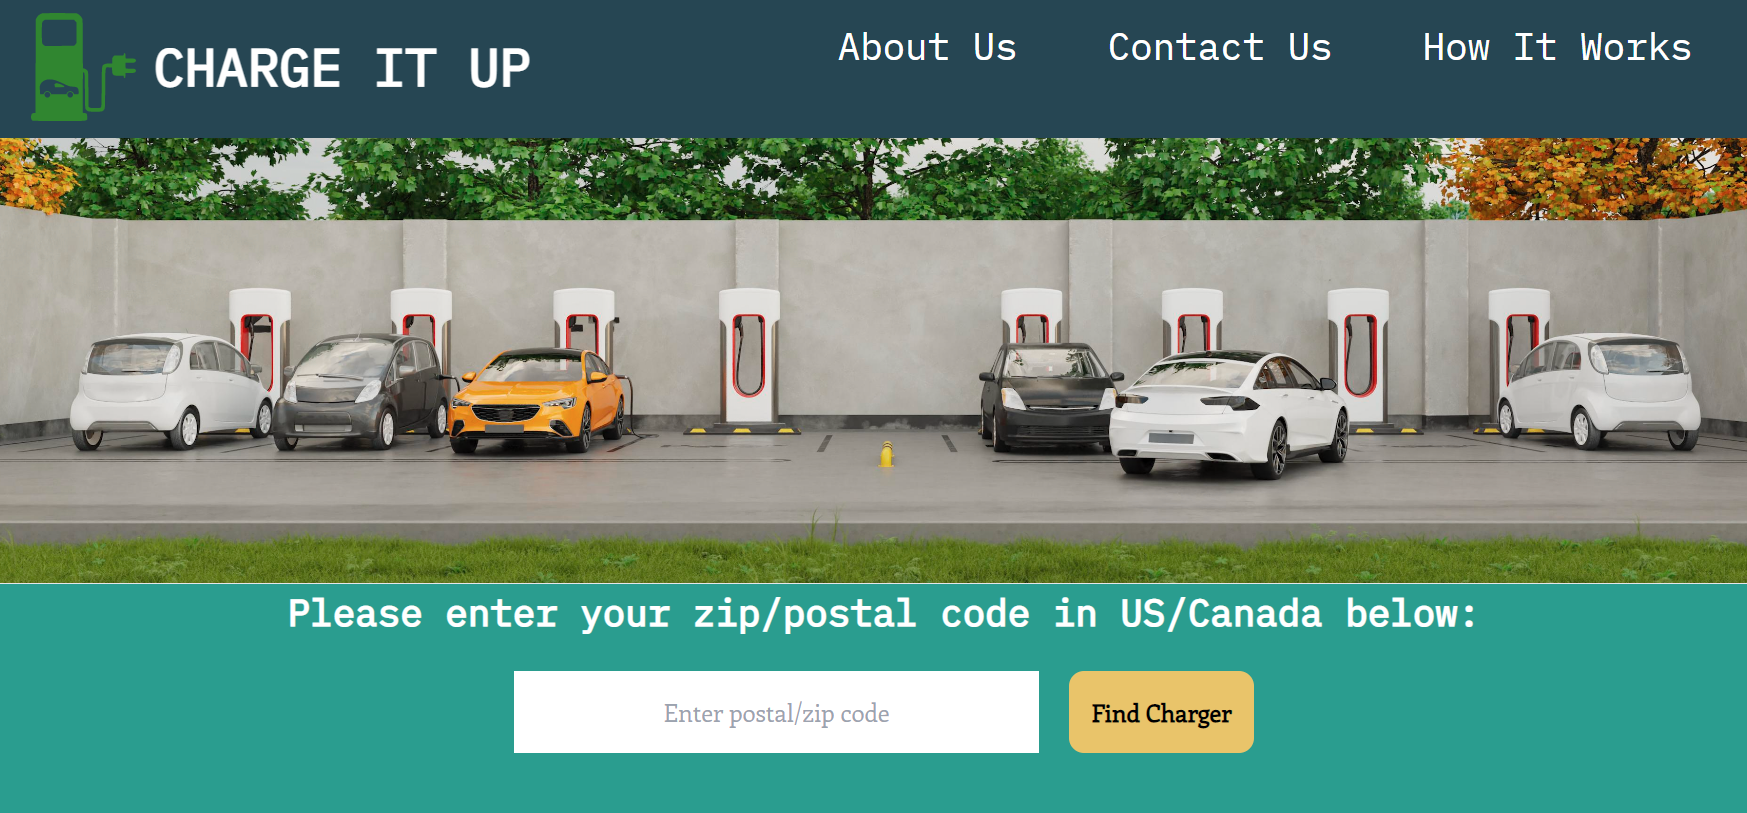 CHARGE IT UP
About Us
Contact Us
How It Works
Please enter your zip/postal code in US/Canada below:
Enter postal/zip code
Find Charger